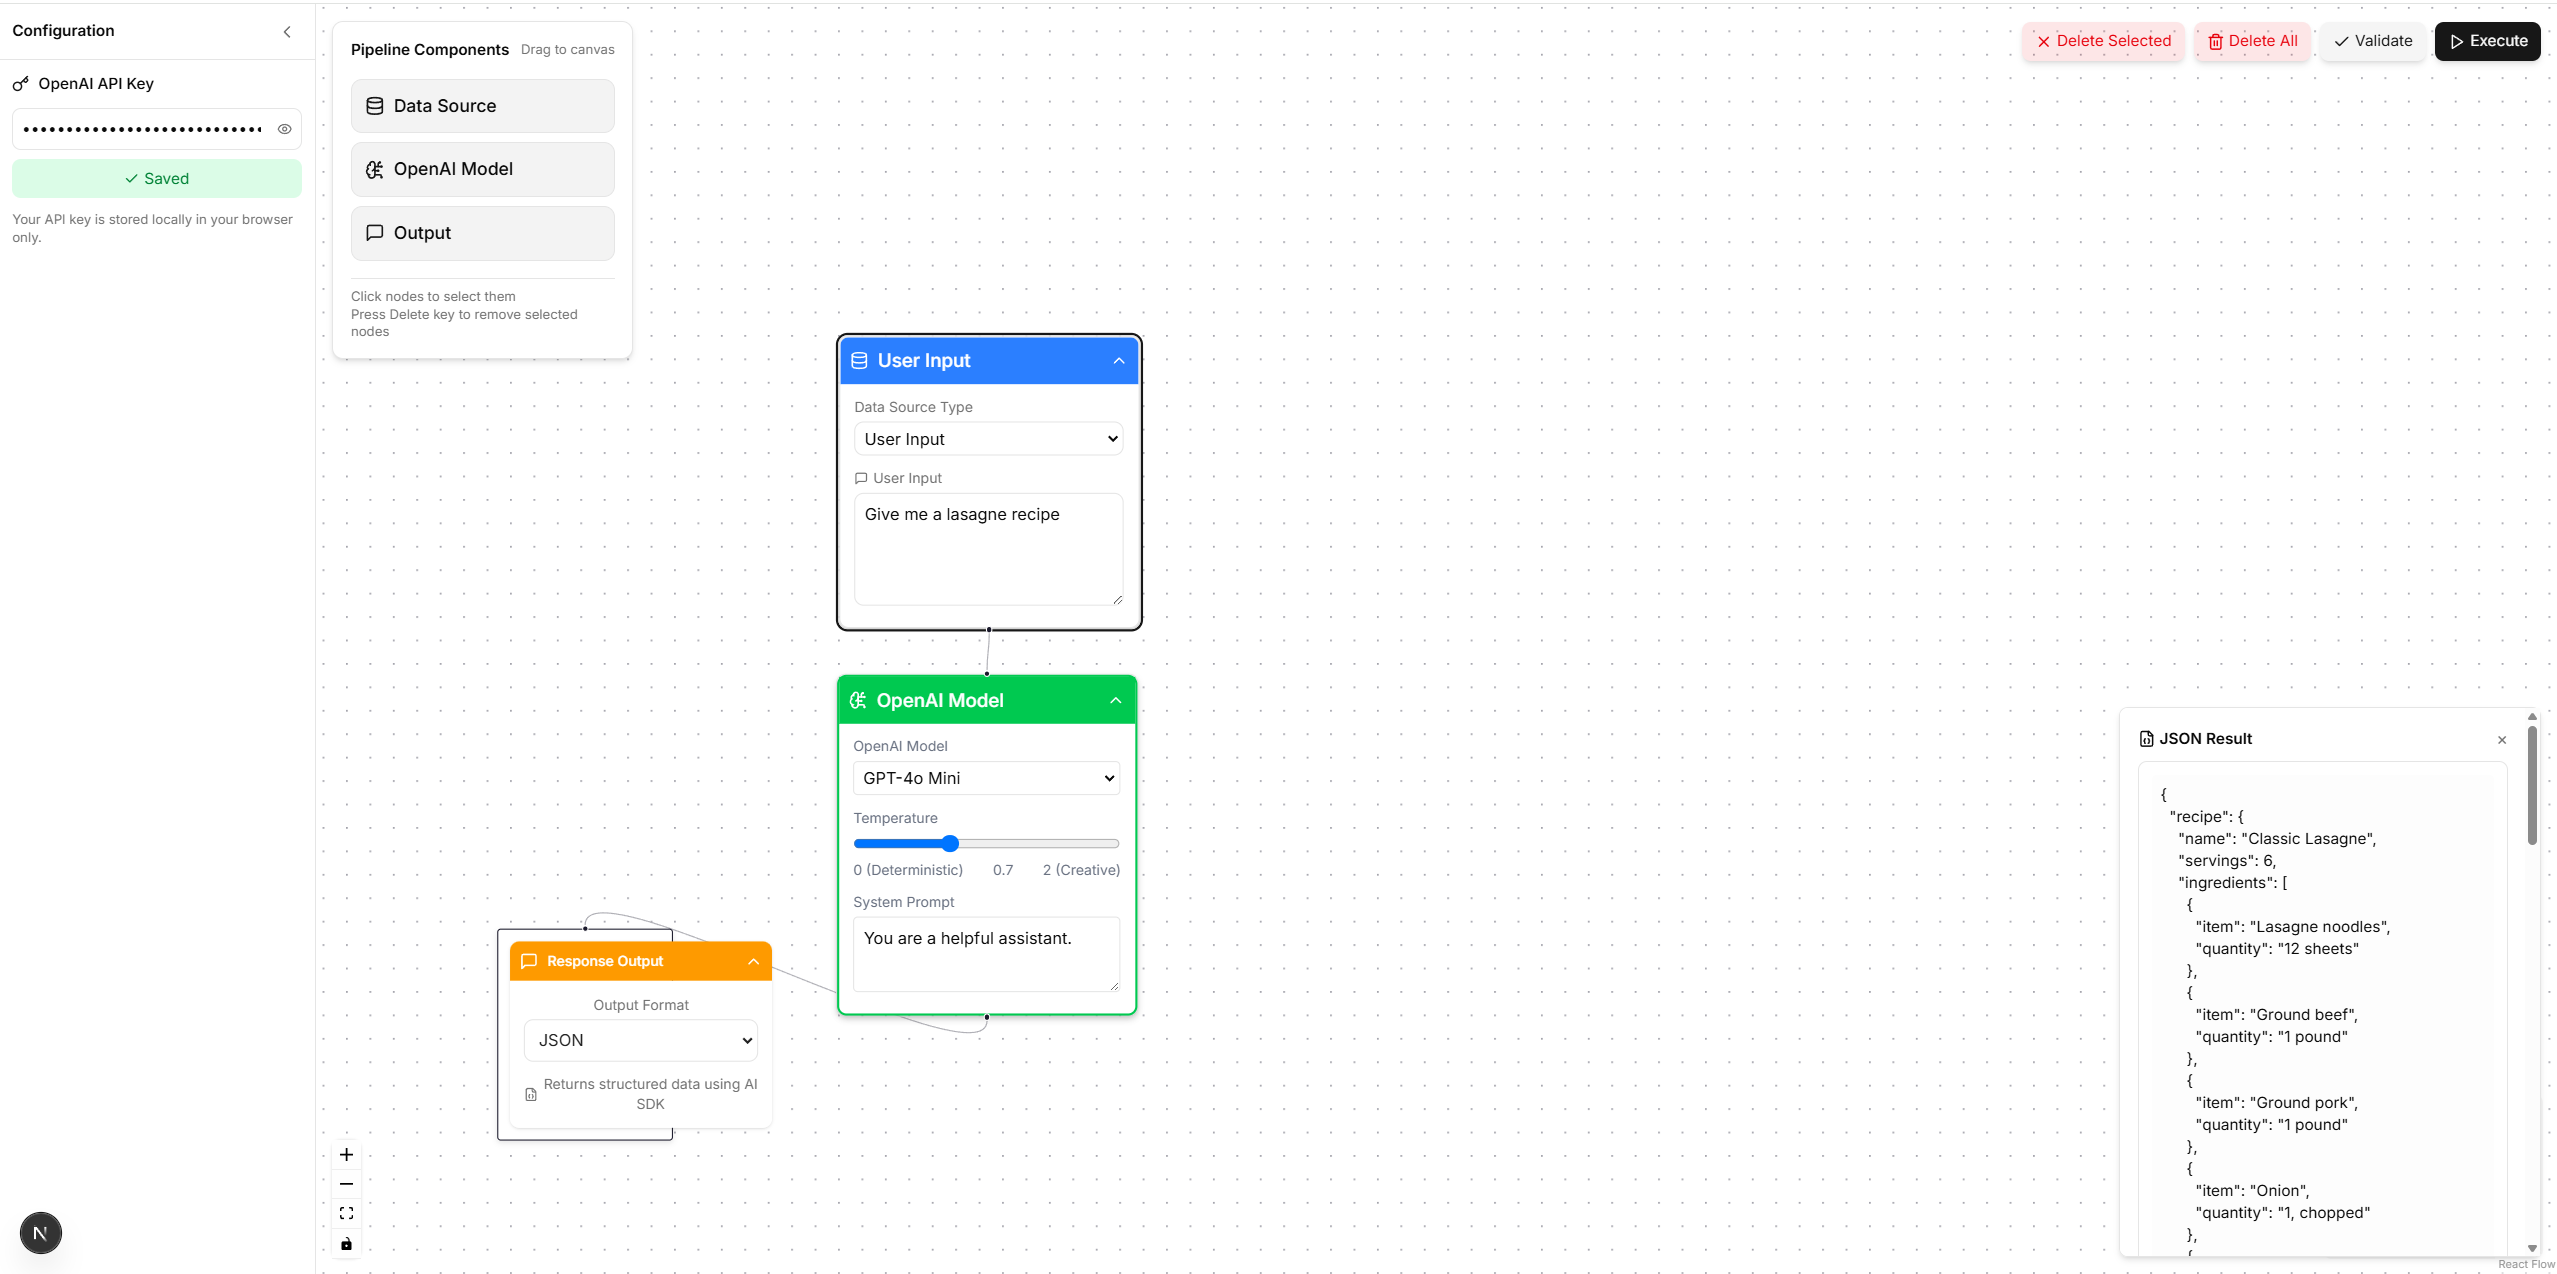 Configuration
OpenAI API Key
••••••••••••••••••••••••••••
Saved
Your API key is stored locally in your browser
only.
Pipeline Components Drag to canvas
Data Source
OpenAI Model
Output
Click nodes to select them
Press Delete key to remove selected
nodes
Delete Selected
Delete All
Validate
Execute
User Input
Data Source Type
User Input
User Input
Give me a lasagne recipe
OpenAI Model
OpenAI Model
GPT-4o Mini
Temperature
0 (Deterministic) 0.7 2 (Creative)
System Prompt
You are a helpful assistant.
Response Output
Output Format
JSON
Returns structured data using AI
SDK
N
JSON Result
{
"recipe": {
"name": "Classic Lasagne",
"servings": 6,
"ingredients": [
{
"item": "Lasagne noodles",
"quantity": "12 sheets"
},
{
"item": "Ground beef",
"quantity": "1 pound"
},
{
"item": "Ground pork",
"quantity": "1 pound"
},
{
"item": "Onion",
"quantity": "1, chopped"
},
{
React Flow